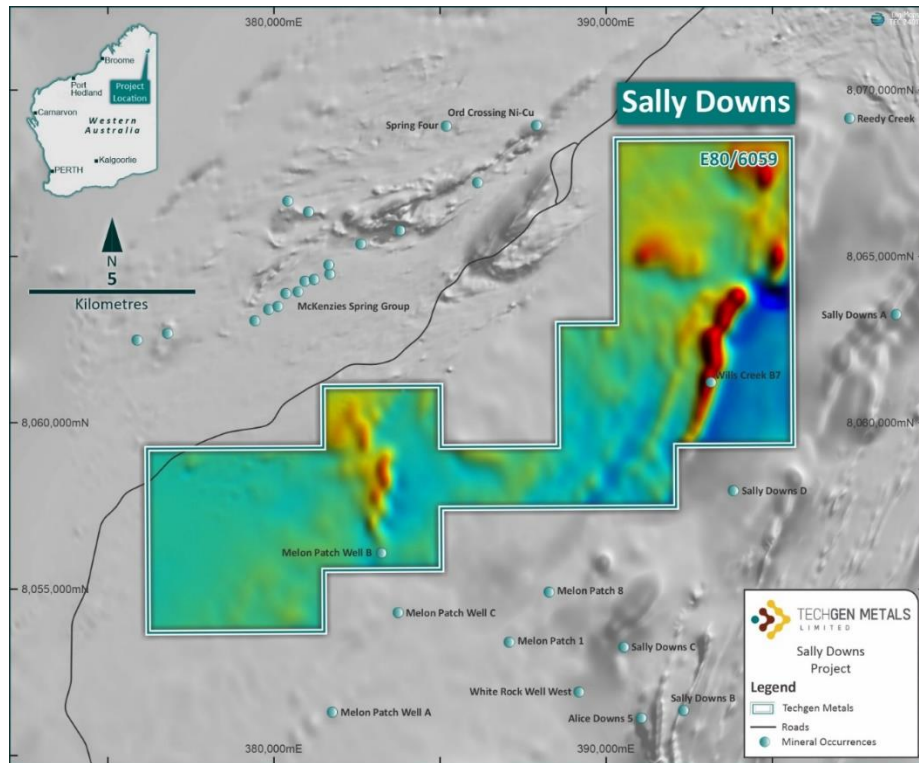 380,000mE
390,000mE
Broome
Project
Location
Port
Hedland
Carnarvon
Western
Australia
Kalgoorlie
PERTH
N
5
Kilometres
Sally Downs
E80/6059
8,070,000mN
Reedy Creek
Ord Crossing Ni-Cu
Spring Four
8,065,000mN
McKenzies Spring Group
Sally Downs A
Wills Creek B7
8,060,000mN
8,080,000mN
Sally Downs D
Melon Patch Well B
8,055,000mN
8,055,000mN
Melon Patch 8
Melon Patch Well C
Melon Patch 1
Sally Downs C
White Rock Well West
Sally Downs B
Melon Patch Well A
Alice Downs 5
380,000mE
390,000mE
TECHGEN METALS
LIMITED
Sally Downs
Project
Legend
Techgen Metals
Roads
Mineral Occurrences